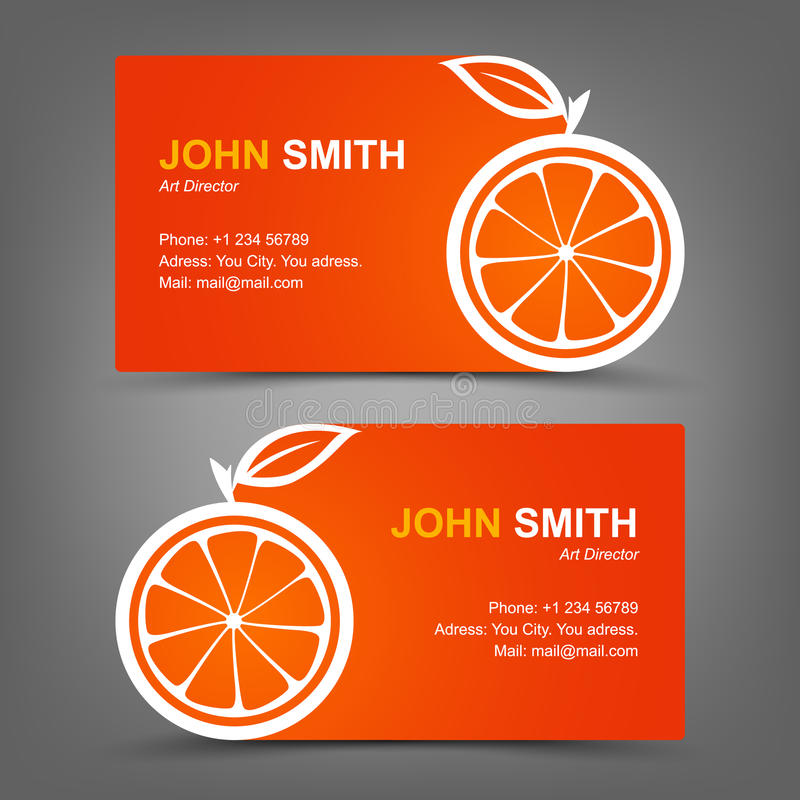 JOHN SMITH
Art Director
Phone: +1 234 56789
Adress: You City. You adress.
Mail: mail@mail.com
dreamstime
JOHN SMITH
Art Director
Phone: +1 234 56789
Adress: You City. You adress.
Mail: mail@mail.com